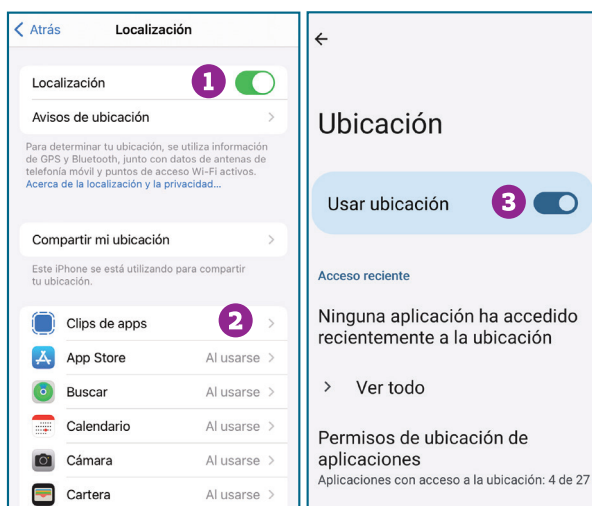 Atrás
Localización
Localización
1
Avisos de ubicación
Para determinar tu ubicación, se utiliza información
de GPS y Bluetooth, junto con datos de antenas de
telefonía móvil y puntos de acceso Wi-Fi activos.
Acerca de la localización y la privacidad...
Compartir mi ubicación
Este iPhone se está utilizando para compartir
tu ubicación.
Clips de apps
2
App Store Al usarse
Buscar Al usarse
Calendario Al usarse
Cámara Al usarse
Cartera Al usarse
Ubicación
Usar ubicación
3
Acceso reciente
Ninguna aplicación ha accedido
recientemente a la ubicación
Ver todo
Permisos de ubicación de
aplicaciones
Aplicaciones con acceso a la ubicación: 4 de 27